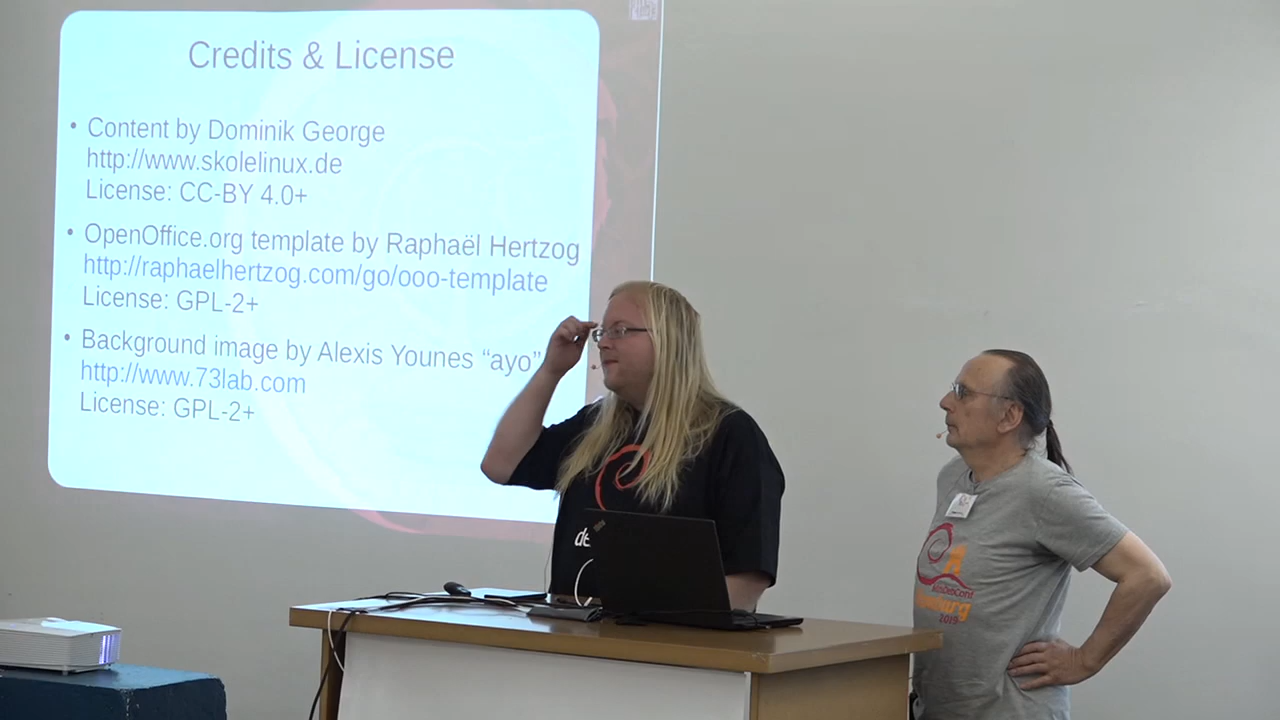 Credits & License
• Content by Dominik George
http://www.skolelinux.de
License: CC-BY 4.0+
• OpenOffice.org template by Raphaël Hertzog
http://raphaelhertzog.com/go/ooo-template
License: GPL-2+
• Background image by Alexis Younes “ayo”
http://www.73lab.com
License: GPL-2+
de
2019